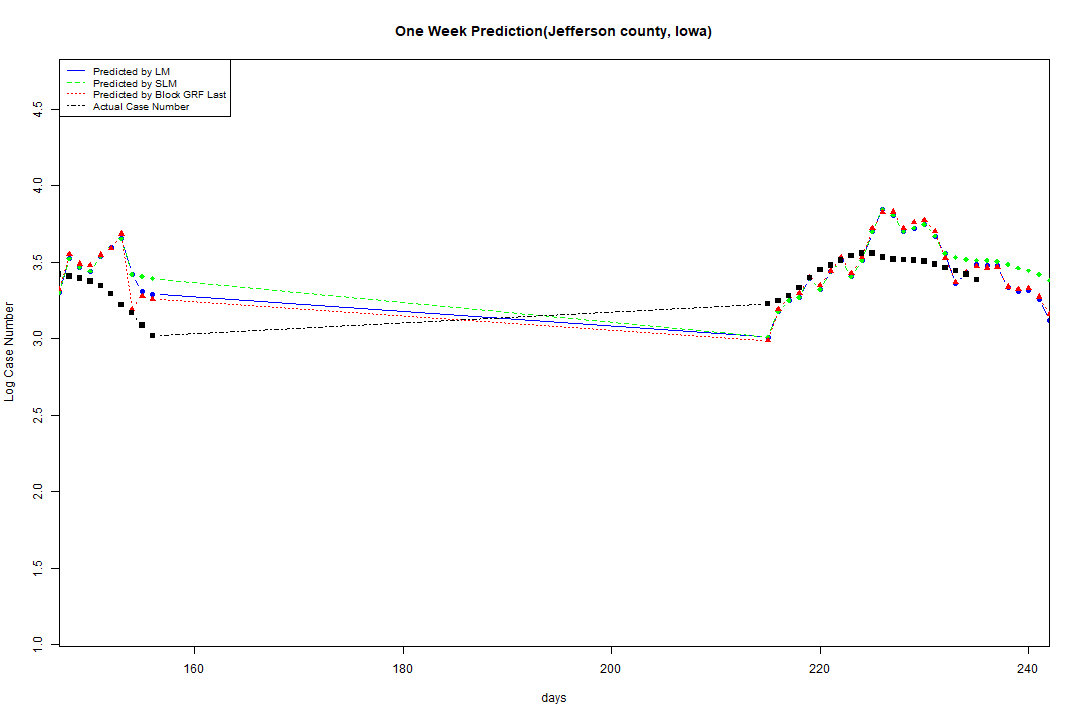 One Week Prediction(Jefferson county, Iowa)
Predicted by LM
Predicted by SLM
Predicted by Block GRF Last
Actual Case Number
4.5
4.0
3.5
3.0
2.5
2.0
1.5
1.0
Log Case Number
160 180 200 220 240
days